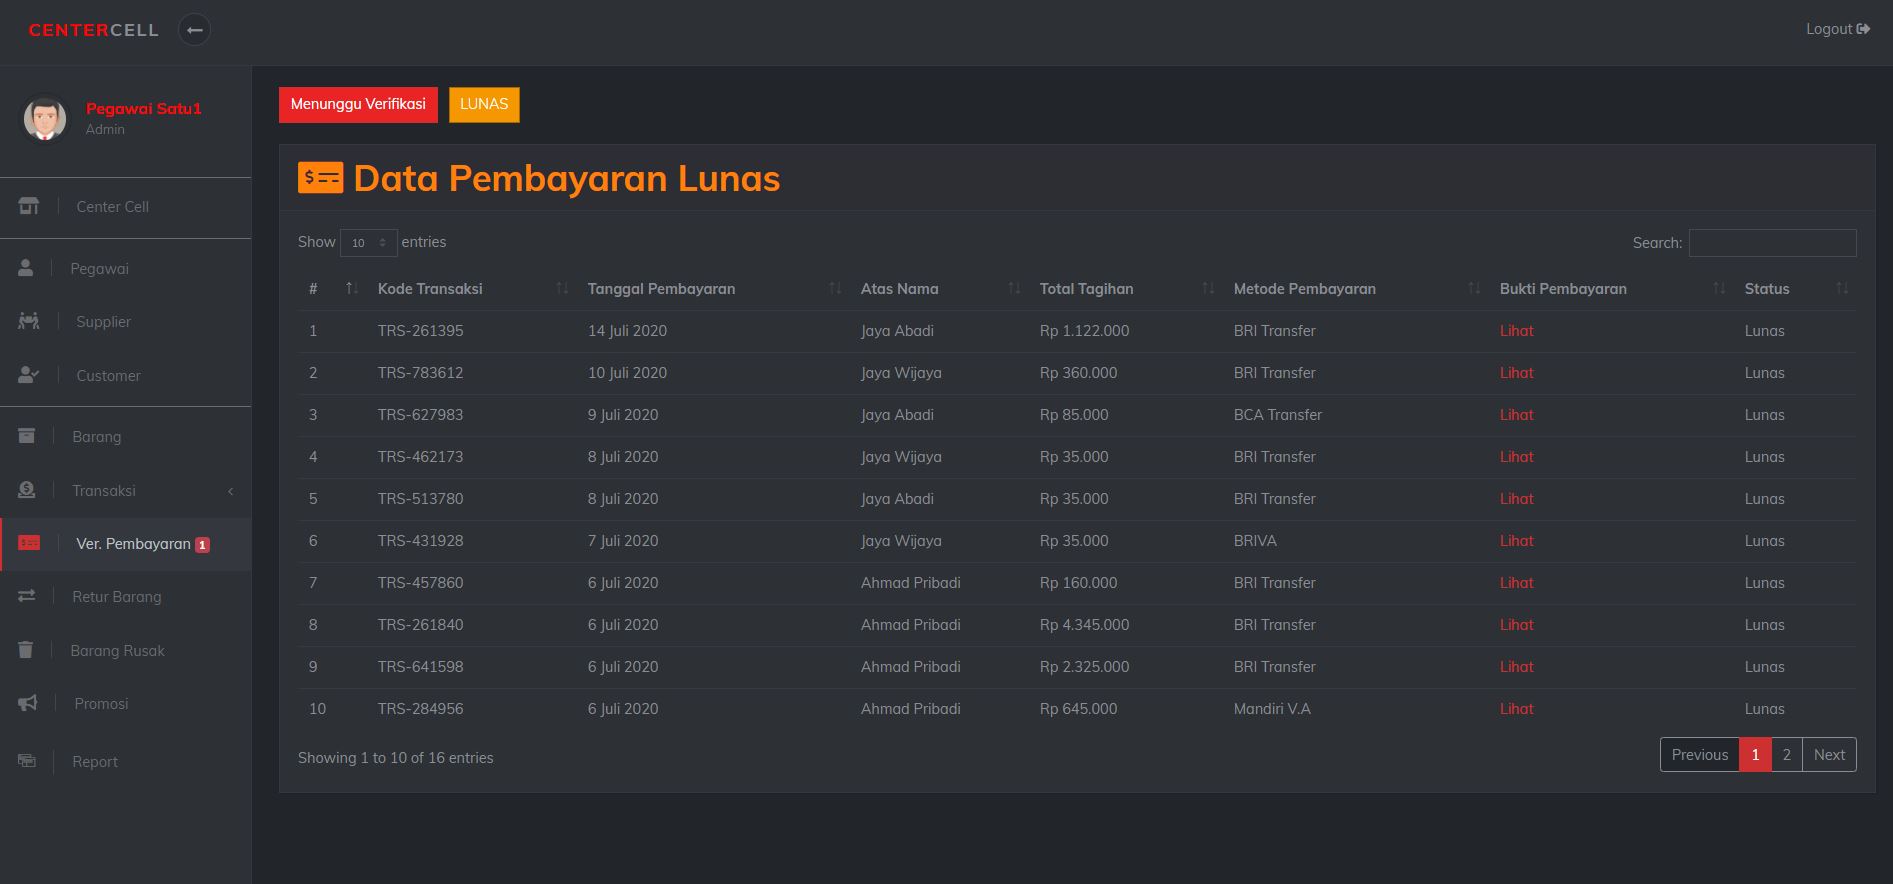 CENTERCELL
Logout
Pegawai Satu1
Admin
Center Cell
Pegawai
Supplier
Customer
Barang
Transaksi
Ver. Pembayaran 1
Retur Barang
Barang Rusak
Promosi
Report
Menunggu Verifikasi LUNAS
Data Pembayaran Lunas
Show 10 entries Search:
# Kode Transaksi Tanggal Pembayaran Atas Nama Total Tagihan Metode Pembayaran Bukti Pembayaran Status
1 TRS-261395 14 Juli 2020 Jaya Abadi Rp 1.122.000 BRI Transfer Lihat Lunas
2 TRS-783612 10 Juli 2020 Jaya Wijaya Rp 360.000 BRI Transfer Lihat Lunas
3 TRS-627983 9 Juli 2020 Jaya Abadi Rp 85.000 BCA Transfer Lihat Lunas
4 TRS-462173 8 Juli 2020 Jaya Wijaya Rp 35.000 BRI Transfer Lihat Lunas
5 TRS-513780 8 Juli 2020 Jaya Abadi Rp 35.000 BRI Transfer Lihat Lunas
6 TRS-431928 7 Juli 2020 Jaya Wijaya Rp 35.000 BRIVA Lihat Lunas
7 TRS-457860 6 Juli 2020 Ahmad Pribadi Rp 160.000 BRI Transfer Lihat Lunas
8 TRS-261840 6 Juli 2020 Ahmad Pribadi Rp 4.345.000 BRI Transfer Lihat Lunas
9 TRS-641598 6 Juli 2020 Ahmad Pribadi Rp 2.325.000 BRI Transfer Lihat Lunas
10 TRS-284956 6 Juli 2020 Ahmad Pribadi Rp 645.000 Mandiri V.A Lihat Lunas
Showing 1 to 10 of 16 entries
Previous 1 2 Next